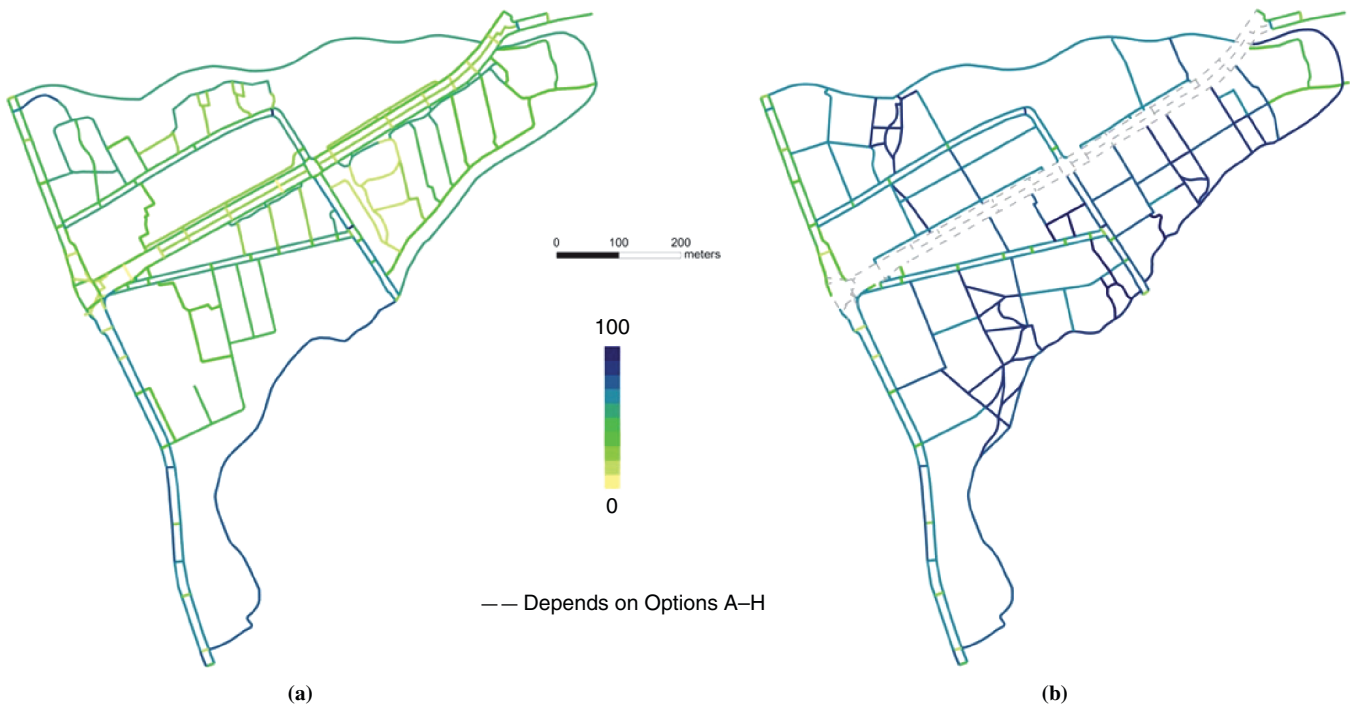 0 100 200
meters
100
0
— — Depends on Options A–H
(a) (b)